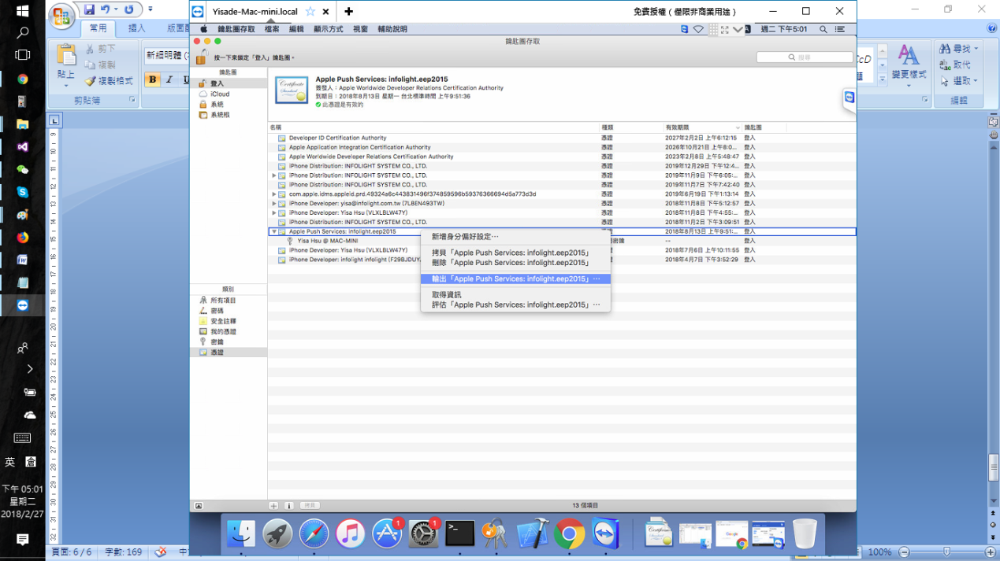 Yisade-Mac-mini.local
免費授權（僅限非商業用途）
鑰匙圈存取 檔案 編輯 顯示方式 視窗 輔助說明
週二 下午5:01
常用 插入
剪下
複製
複製格式
貼上
剪貼簿
新細明體
B I U
變更樣式
尋找
取代
選取
編輯
鑰匙圈存取
按一下來鎖定「登入」鑰匙圈。
搜尋
鑰匙圈
登入
iCloud
系統
系統根
Apple Push Services: infolight.eep2015
簽發人：Apple Worldwide Developer Relations Certification Authority
到期日：2018年8月13日 星期一 台北標準時間 上午9:51:36
此憑證是有效的
名稱 種類 有效期限 鑰匙圈
Developer ID Certification Authority 憑證 2027年2月2日 上午6:12:15 登入
Apple Application Integration Certification Authority 憑證 2026年10月21日 上午8:0... 登入
Apple Worldwide Developer Relations Certification Authority 憑證 2023年2月8日 上午5:48:47 登入
iPhone Distribution: INFOLIGHT SYSTEM CO., LTD. 憑證 2019年12月29日 下午12:4... 登入
iPhone Distribution: INFOLIGHT SYSTEM CO., LTD. 憑證 2019年11月9日 下午6:05:... 登入
iPhone Distribution: INFOLIGHT SYSTEM CO., LTD. 憑證 2019年11月7日 下午7:42:40 登入
com.apple.idms.appleid.prd.49324a6c443831496f374859596b59376366694d5a773d3d 憑證 2019年6月19日 下午1:13:14 登入
iPhone Developer: yisa@infolight.com.tw (7L8EN493TW) 憑證 2018年11月8日 下午5:12:57 登入
iPhone Developer: Yisa Hsu (VLXLBLW47Y) 憑證 2018年11月8日 下午4:55:... 登入
iPhone Distribution: INFOLIGHT SYSTEM CO., LTD. 憑證 2018年11月2日 下午3:09:51 登入
Apple Push Services: infolight.eep2015 2018年8月13日 上午9:51:... 登入
Yisa Hsu @ MAC-MINI -- 登入
iPhone Developer: Yisa Hsu (VLXLBLW47Y) 2018年7月6日 上午10:11:55 登入
iPhone Developer: infolight infolight (F29BJDUY 2018年4月7日 下午3:52:29 登入
新增身分偏好設定⋯
拷貝「Apple Push Services: infolight.eep2015」
刪除「Apple Push Services: infolight.eep2015」
輸出「Apple Push Services: infolight.eep2015」⋯
取得資訊
評估「Apple Push Services: infolight.eep2015」⋯
類別
所有項目
密碼
安全註釋
我的憑證
密鑰
憑證
拷貝
13 個項目
英
下午 05:01
星期二
2018/2/27
頁面: 6 / 6 字數: 169
100%